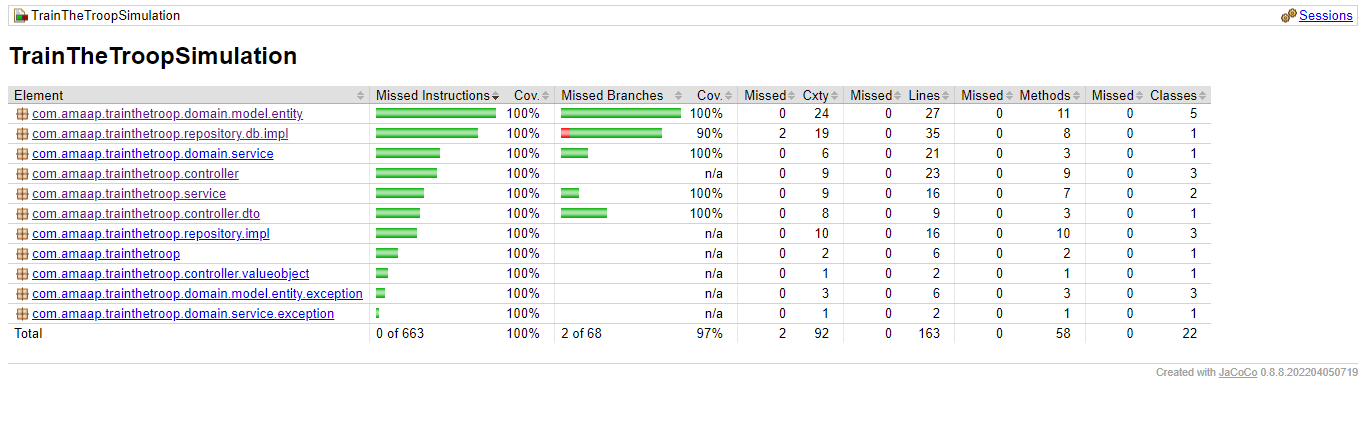 TrainTheTroopSimulation Sessions
TrainTheTroopSimulation
Element Missed Instructions Cov. Missed Branches Cov. Missed Cxty Missed Lines Missed Methods Missed Classes
com.amaap.trainthetroop.domain.model.entity 100% 100% 0 24 0 27 0 11 0 5
com.amaap.trainthetroop.repository.db.impl 100% 90% 2 19 0 35 0 8 0 1
com.amaap.trainthetroop.domain.service 100% 100% 0 6 0 21 0 3 0 1
com.amaap.trainthetroop.controller 100% n/a 0 9 0 23 0 9 0 3
com.amaap.trainthetroop.service 100% 100% 0 9 0 16 0 7 0 2
com.amaap.trainthetroop.controller.dto 100% 100% 0 8 0 9 0 3 0 1
com.amaap.trainthetroop.repository.impl 100% n/a 0 10 0 16 0 10 0 3
com.amaap.trainthetroop 100% n/a 0 2 0 6 0 2 0 1
com.amaap.trainthetroop.controller.valueobject 100% n/a 0 1 0 2 0 1 0 1
com.amaap.trainthetroop.domain.model.entity.exception 100% n/a 0 3 0 6 0 3 0 3
com.amaap.trainthetroop.domain.service.exception 100% n/a 0 1 0 2 0 1 0 1
Total 0 of 663 100% 2 of 68 97% 2 92 0 163 0 58 0 22
Created with JaCoCo 0.8.8.202204050719